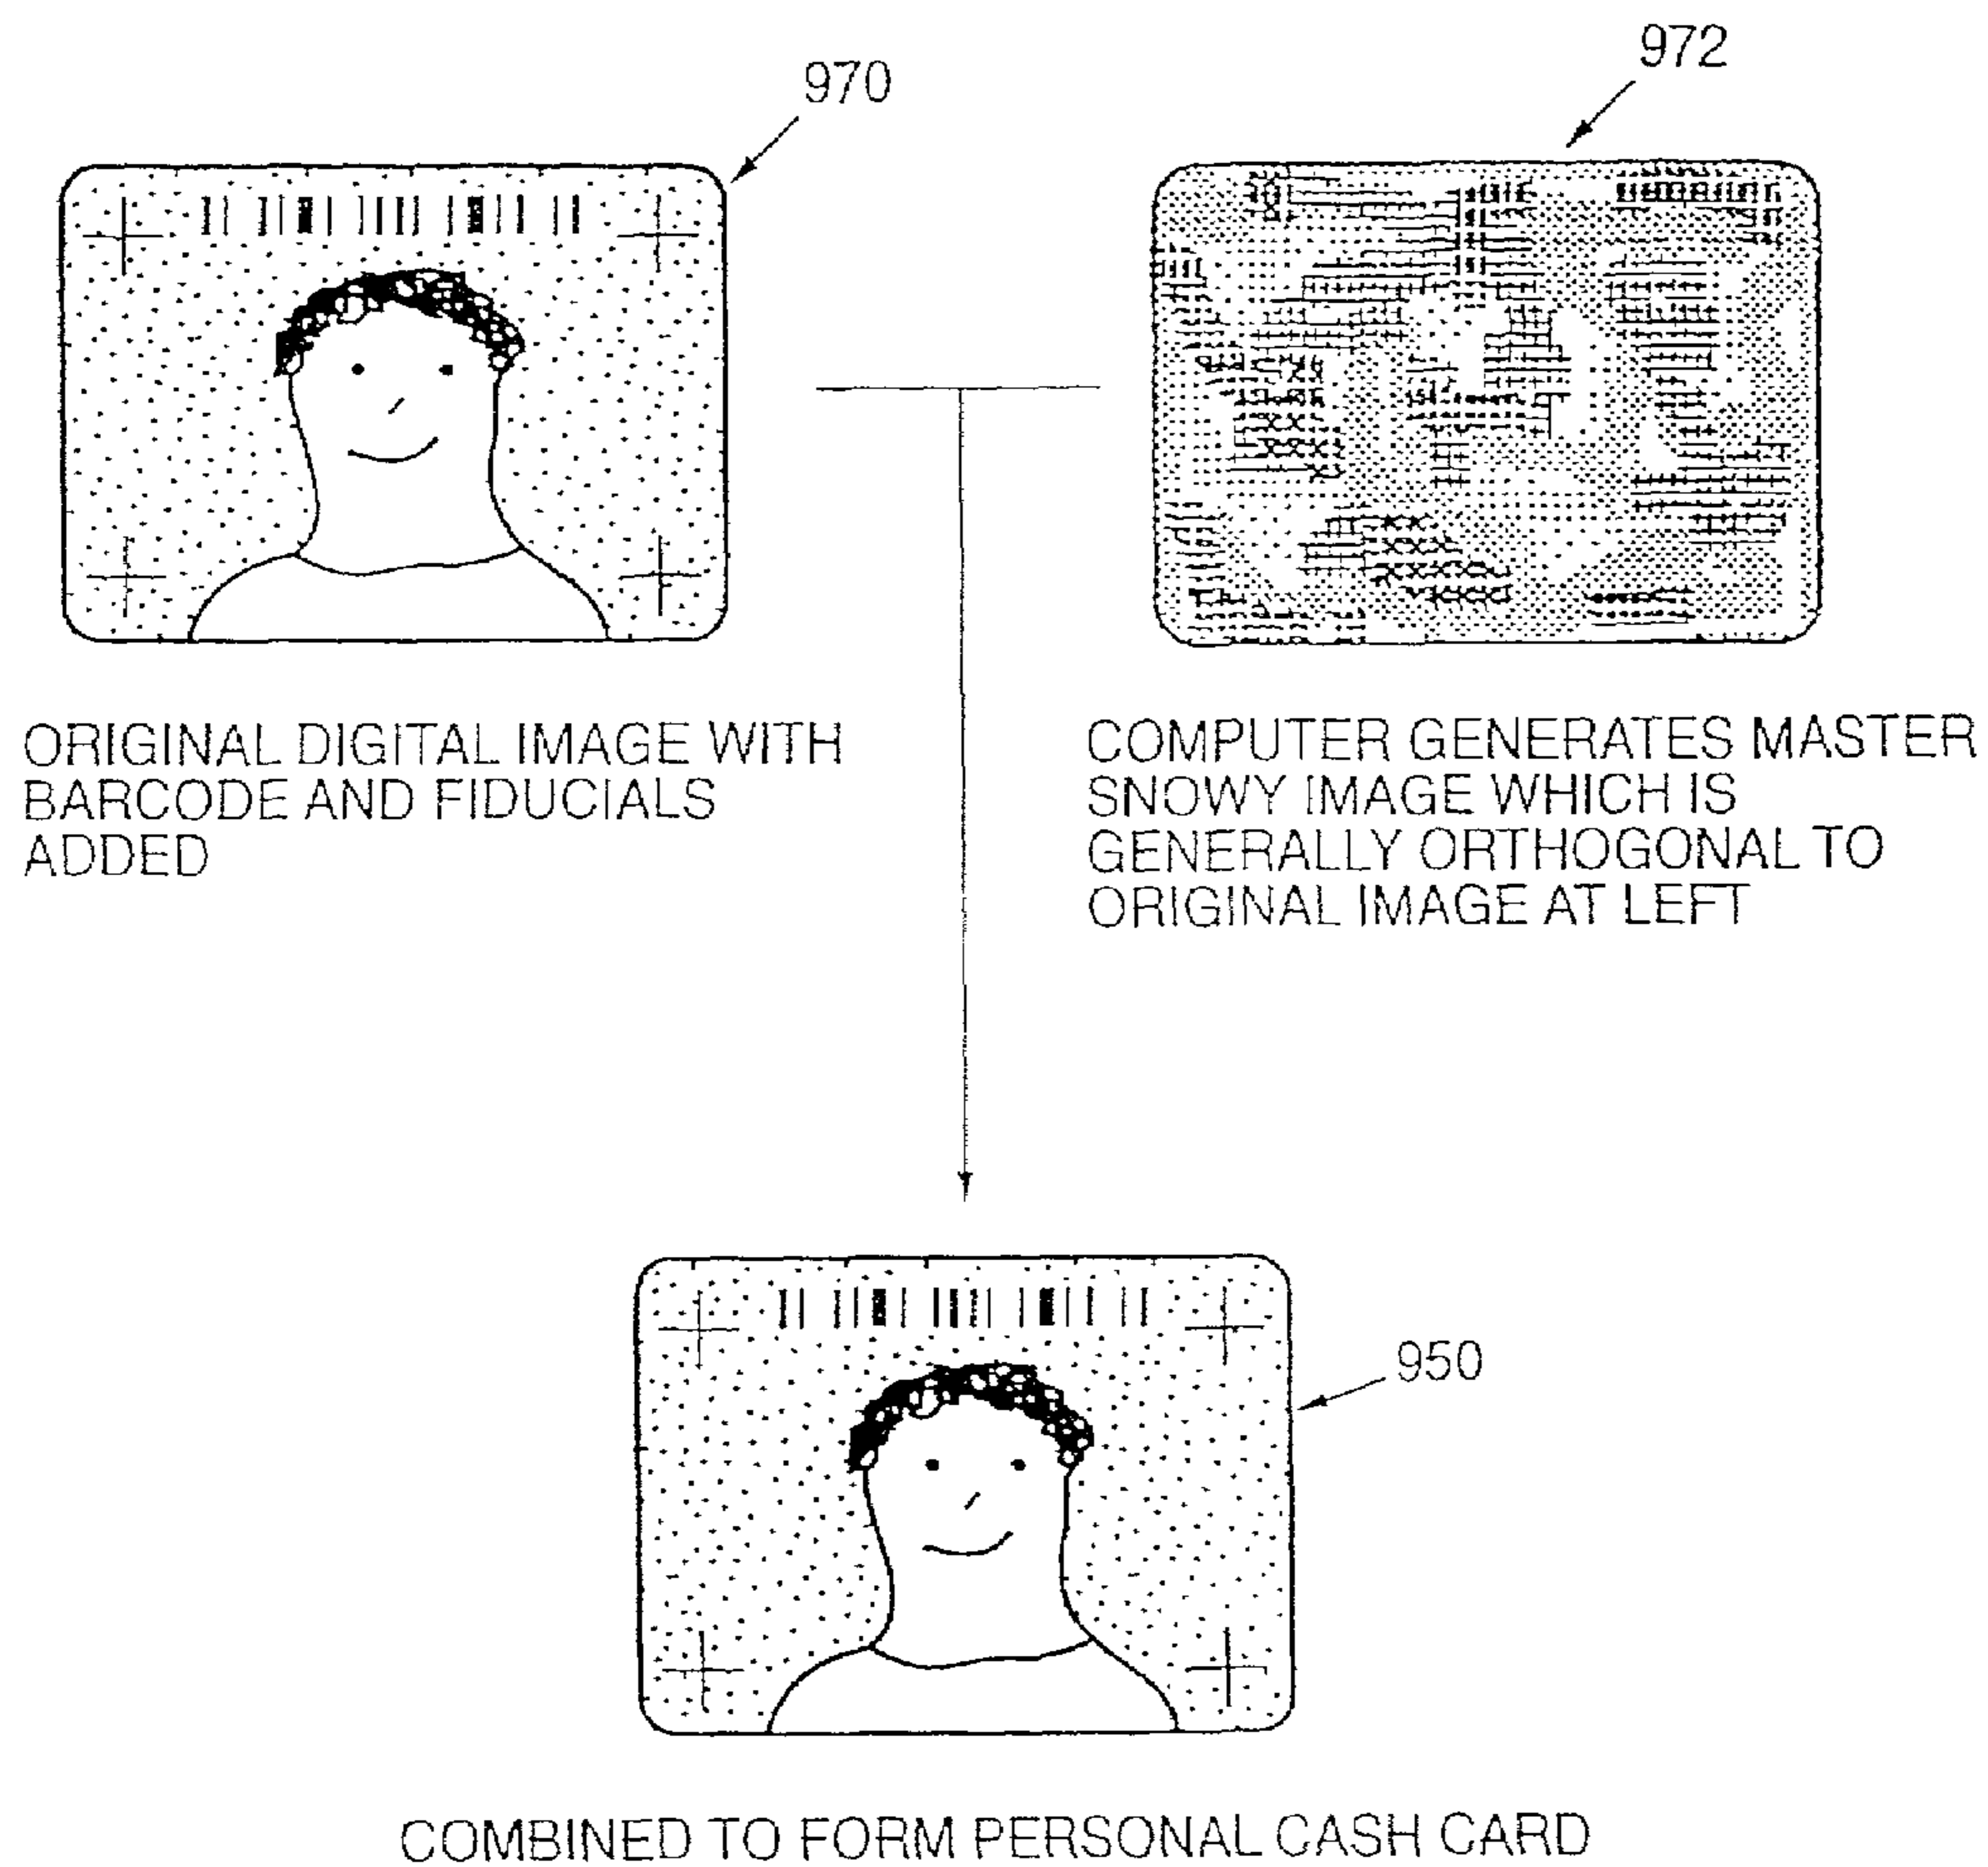 970
972
ORIGINAL DIGITAL IMAGE WITH
BARCODE AND FIDUCIALS
ADDED
COMPUTER GENERATES MASTER
SNOWY IMAGE WHICH IS
GENERALLY ORTHOGONAL TO
ORIGINAL IMAGE AT LEFT
950
COMBINED TO FORM PERSONAL CASH CARD